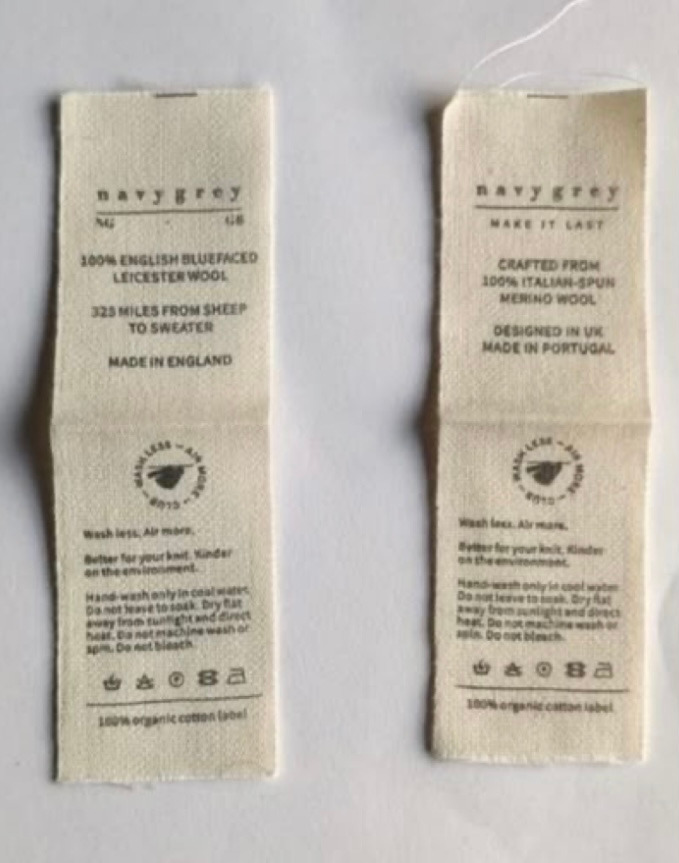 navygrey
NG · GB
100% ENGLISH BLUEFACED
LEICESTER WOOL
325 MILES FROM SHEEP
TO SWEATER
MADE IN ENGLAND
WASH LESS – AIR MORE – CLUB –
Wash less. Air more.
Better for your knit. Kinder
on the environment.
Hand-wash only in cool water.
Do not leave to soak. Dry flat
away from sunlight and direct
heat. Do not machine wash or
spin. Do not bleach.
100% organic cotton label
navygrey
MAKE IT LAST
CRAFTED FROM
100% ITALIAN-SPUN
MERINO WOOL
DESIGNED IN UK
MADE IN PORTUGAL
WASH LESS – AIR MORE – CLUB –
Wash less. Air more.
Better for your knit. Kinder
on the environment.
Hand-wash only in cool water.
Do not leave to soak. Dry flat
away from sunlight and direct
heat. Do not machine wash or
spin. Do not bleach.
100% organic cotton label